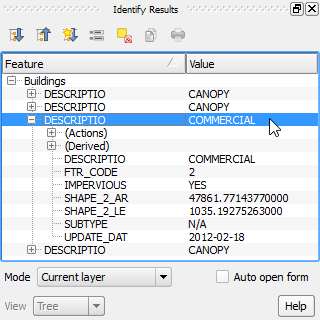 Identify Results
Feature Value
Buildings
DESCRIPTIO CANOPY
DESCRIPTIO CANOPY
DESCRIPTIO COMMERCIAL
(Actions)
(Derived)
DESCRIPTIO COMMERCIAL
FTR_CODE 2
IMPERVIOUS YES
SHAPE_2_AR 47861.77143770000
SHAPE_2_LE 1035.19275263000
SUBTYPE N/A
UPDATE_DAT 2012-02-18
DESCRIPTIO CANOPY
Mode Current layer Auto open form
View Tree Help